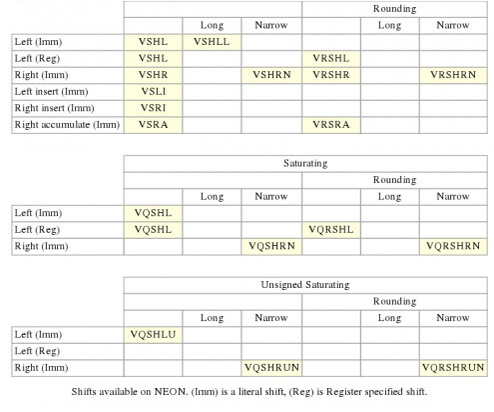 Rounding
Long Narrow Long Narrow
Left (Imm) VSHL VSHLL
Left (Reg) VSHL VRSHL
Right (Imm) VSHR VSHRN VRSHR VRSHRN
Left insert (Imm) VSLI
Right insert (Imm) VSRI
Right accumulate (Imm) VSRA VRSRA
Saturating
Rounding
Long Narrow Long Narrow
Left (Imm) VQSHL
Left (Reg) VQSHL VQRSHL
Right (Imm) VQSHRN VQRSHRN
Unsigned Saturating
Rounding
Long Narrow Long Narrow
Left (Imm) VQSHLU
Left (Reg)
Right (Imm) VQSHRUN VQRSHRUN
Shifts available on NEON. (Imm) is a literal shift, (Reg) is Register specified shift.